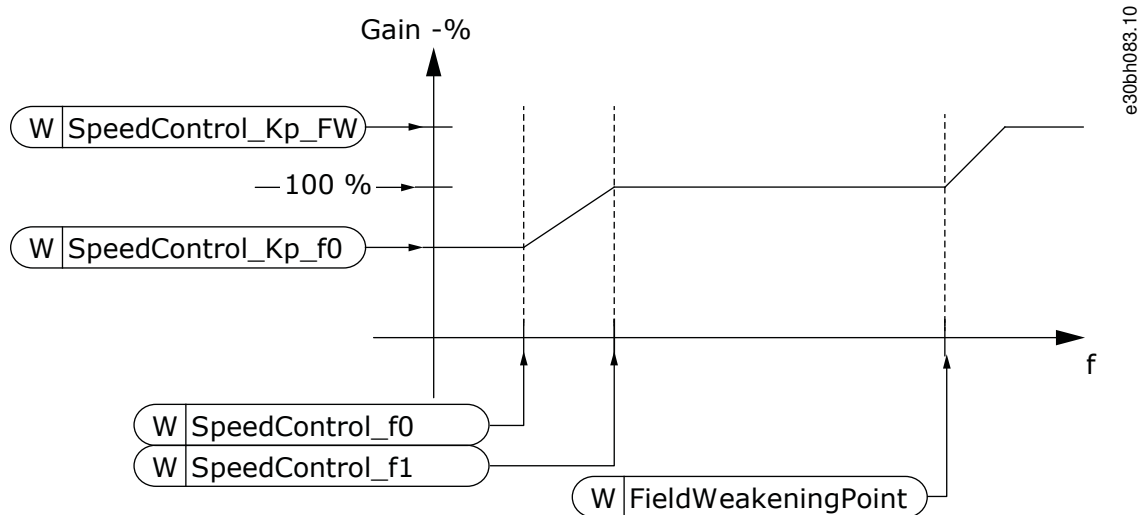 Gain -%
e30bh083.10
W SpeedControl_Kp_FW
100 %
W SpeedControl_Kp_f0
f
W SpeedControl_f0
W SpeedControl_f1
W FieldWeakeningPoint